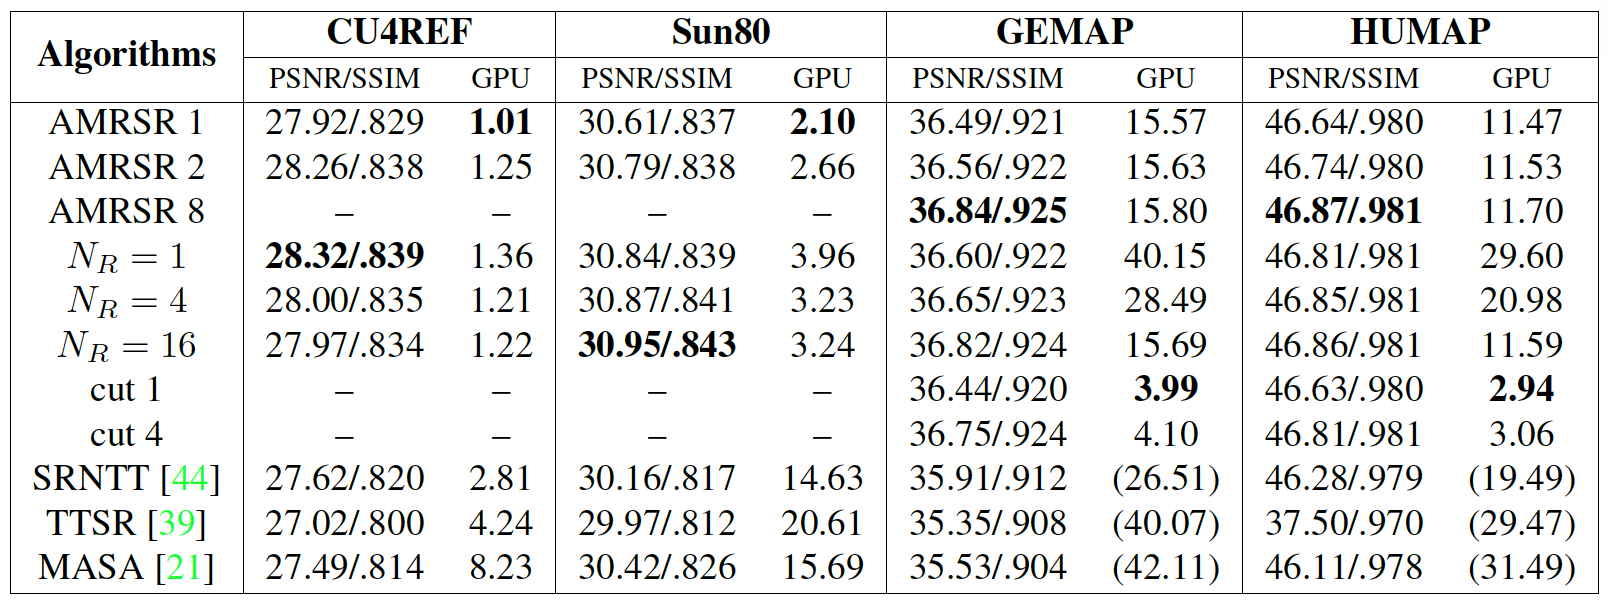 Algorithms CU4REF Sun80 GEMAP HUMAP
PSNR/SSIM GPU PSNR/SSIM GPU PSNR/SSIM GPU PSNR/SSIM GPU
AMRSR 1 27.92/.829 1.01 30.61/.837 2.10 36.49/.921 15.57 46.64/.980 11.47
AMRSR 2 28.26/.838 1.25 30.79/.838 2.66 36.56/.922 15.63 46.74/.980 11.53
AMRSR 8 – – – – 36.84/.925 15.80 46.87/.981 11.70
N_R = 1 28.32/.839 1.36 30.84/.839 3.96 36.60/.922 40.15 46.81/.981 29.60
N_R = 4 28.00/.835 1.21 30.87/.841 3.23 36.65/.923 28.49 46.85/.981 20.98
N_R = 16 27.97/.834 1.22 30.95/.843 3.24 36.82/.924 15.69 46.86/.981 11.59
cut 1 – – – – 36.44/.920 3.99 46.63/.980 2.94
cut 4 – – – – 36.75/.924 4.10 46.81/.981 3.06
SRNTT [44] 27.62/.820 2.81 30.16/.817 14.63 35.91/.912 (26.51) 46.28/.979 (19.49)
TTSR [39] 27.02/.800 4.24 29.97/.812 20.61 35.35/.908 (40.07) 37.50/.970 (29.47)
MASA [21] 27.49/.814 8.23 30.42/.826 15.69 35.53/.904 (42.11) 46.11/.978 (31.49)